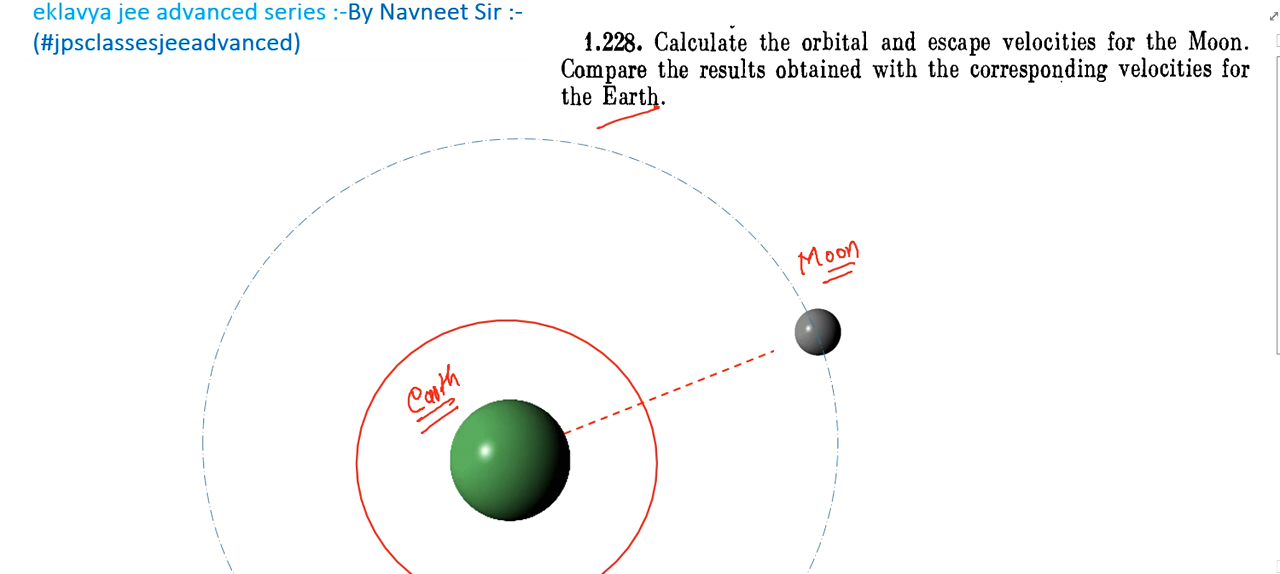 eklavya jee advanced series :-By Navneet Sir :-
(#jpsclassesjeeadvanced)
1.228. Calculate the orbital and escape velocities for the Moon.
Compare the results obtained with the corresponding velocities for
the Earth.
Moon
Earth